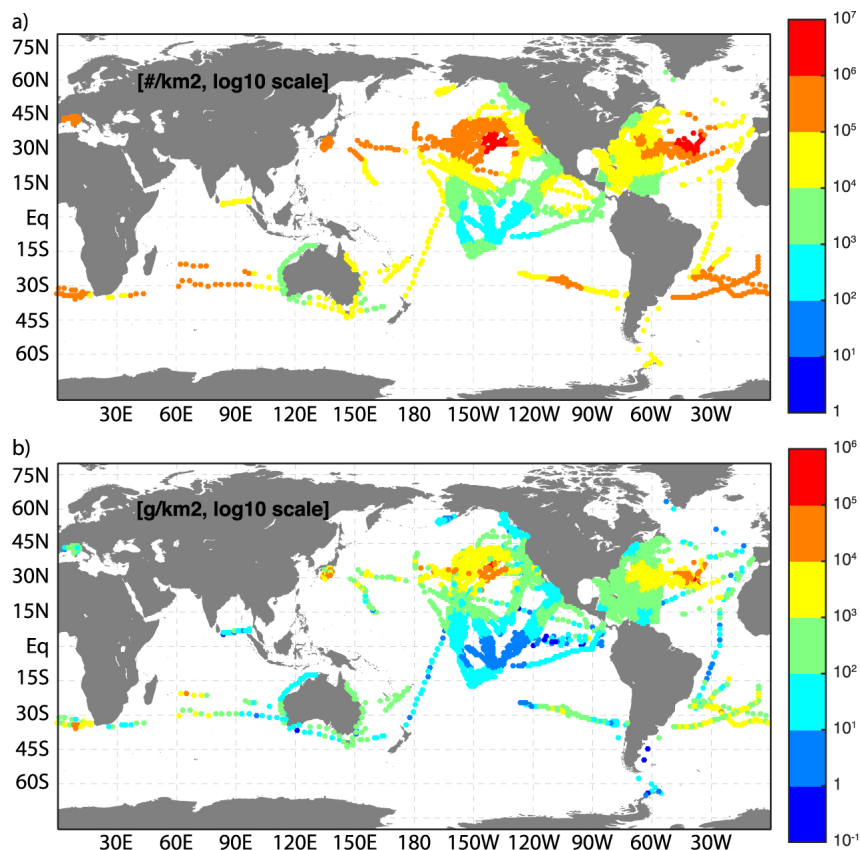 a)
75N
60N
45N
30N
15N
Eq
15S
30S
45S
60S
[#/km2, log10 scale]
30E 60E 90E 120E 150E 180 150W 120W 90W 60W 30W
10⁷
10⁶
10⁵
10⁴
10³
10²
10¹
1
b)
75N
60N
45N
30N
15N
Eq
15S
30S
45S
60S
[g/km2, log10 scale]
30E 60E 90E 120E 150E 180 150W 120W 90W 60W 30W
10⁶
10⁵
10⁴
10³
10²
10¹
1
10⁻¹